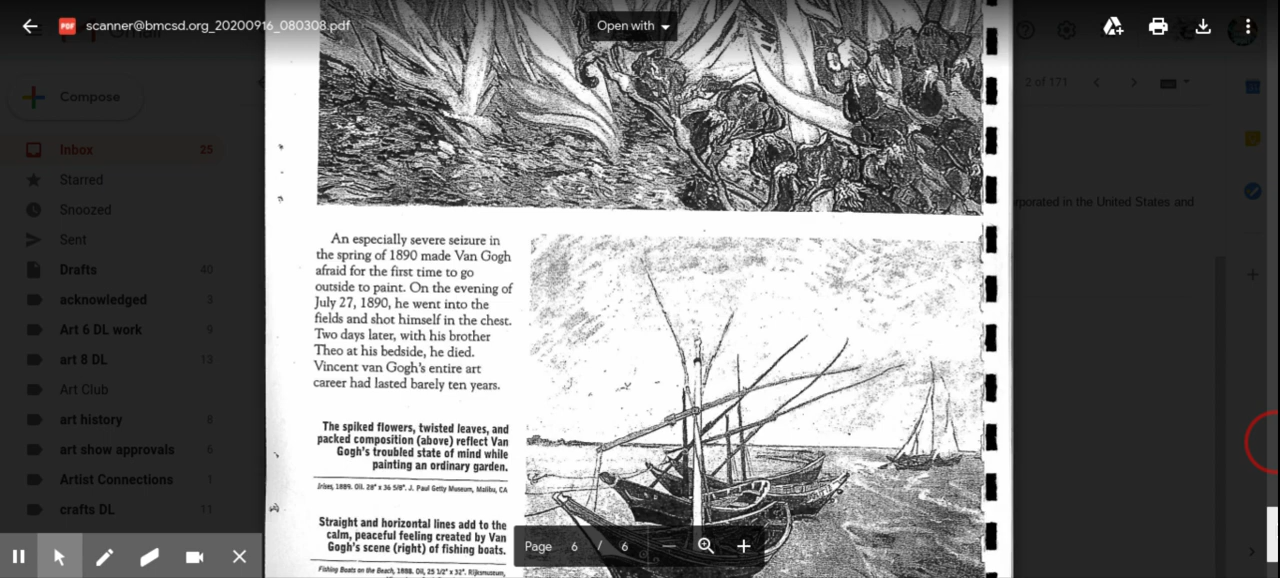 scanner@bmcsd.org_20200916_080308.pdf
Open with
Compose
2 of 171
Inbox 25
Starred
Snoozed
Sent
Drafts 40
acknowledged 3
Art 6 DL work 9
art 8 DL 13
Art Club
art history 8
art show approvals 6
Artist Connections 1
crafts DL 11
rporated in the United States and
An especially severe seizure in
the spring of 1890 made Van Gogh
afraid for the first time to go
outside to paint. On the evening of
July 27, 1890, he went into the
fields and shot himself in the chest.
Two days later, with his brother
Theo at his bedside, he died.
Vincent van Gogh's entire art
career had lasted barely ten years.
The spiked flowers, twisted leaves, and
packed composition (above) reflect Van
Gogh's troubled state of mind while
painting an ordinary garden.
Irises, 1889. Oil. 28" x 36 5/8". J. Paul Getty Museum, Malibu, CA
Straight and horizontal lines add to the
calm, peaceful feeling created by Van
Gogh's scene (right) of fishing boats.
Fishing Boats on the Beach, 1888. Oil, 25 1/2" x 32". Rijksmuseum,
Page 6 / 6